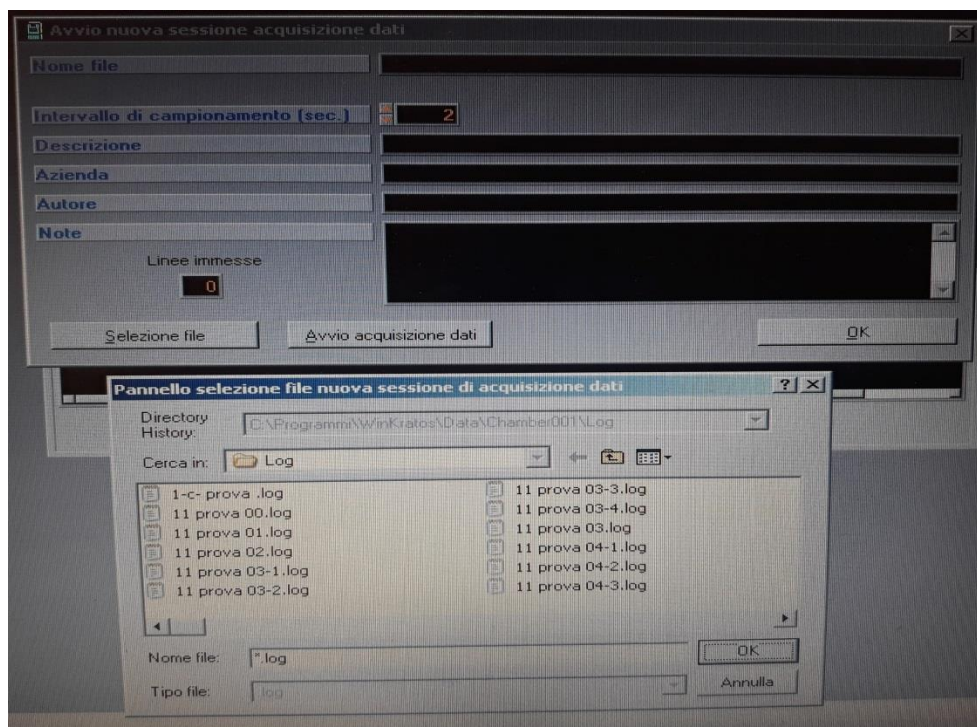 Avvio nuova sessione acquisizione dati
Nome file
Intervallo di campionamento (sec.) 2
Descrizione
Azienda
Autore
Note
Linee immesse
0
Selezione file Avvio acquisizione dati OK
Pannello selezione file nuova sessione di acquisizione dati
Directory History: C:\Programmi\WinKratos\Data\Chamber001\Log
Cerca in: Log
1-c- prova .log
11 prova 00.log
11 prova 01.log
11 prova 02.log
11 prova 03-1.log
11 prova 03-2.log
11 prova 03-3.log
11 prova 03-4.log
11 prova 03.log
11 prova 04-1.log
11 prova 04-2.log
11 prova 04-3.log
Nome file: *.log OK
Tipo file: .log Annulla